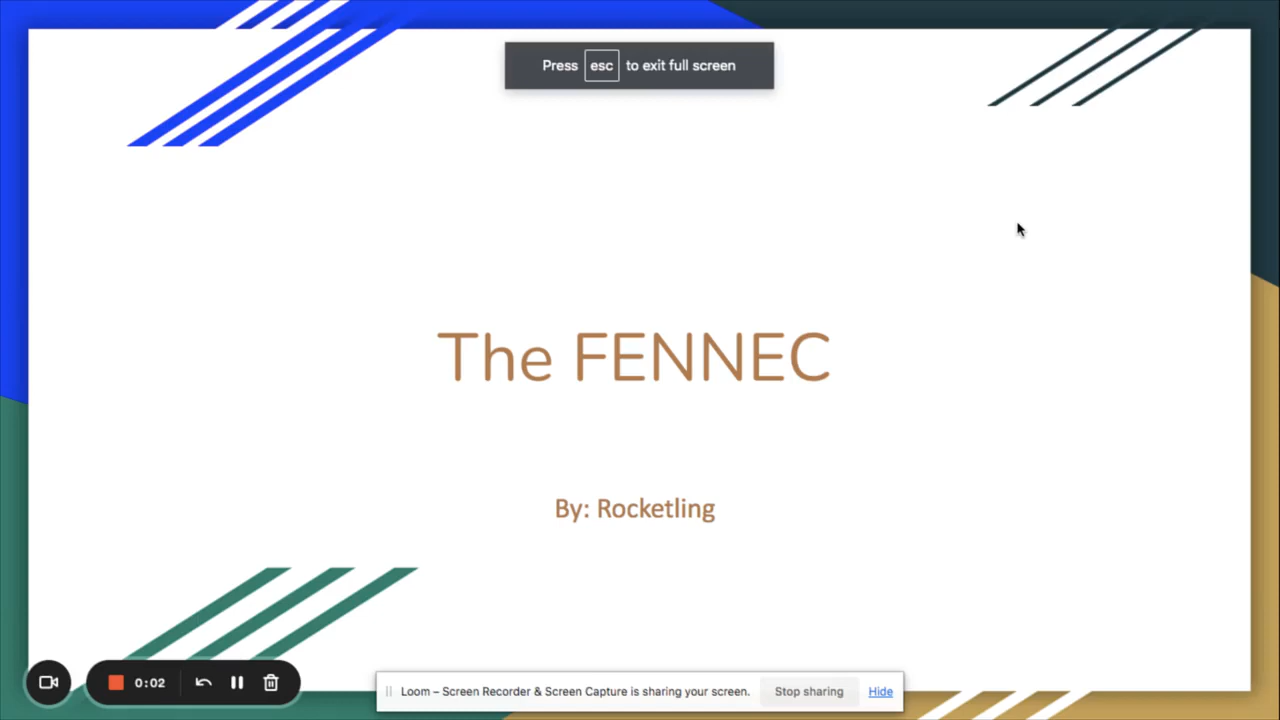 Press esc to exit full screen
The FENNEC
By: Rocketling
0:02
Loom – Screen Recorder & Screen Capture is sharing your screen. Stop sharing Hide